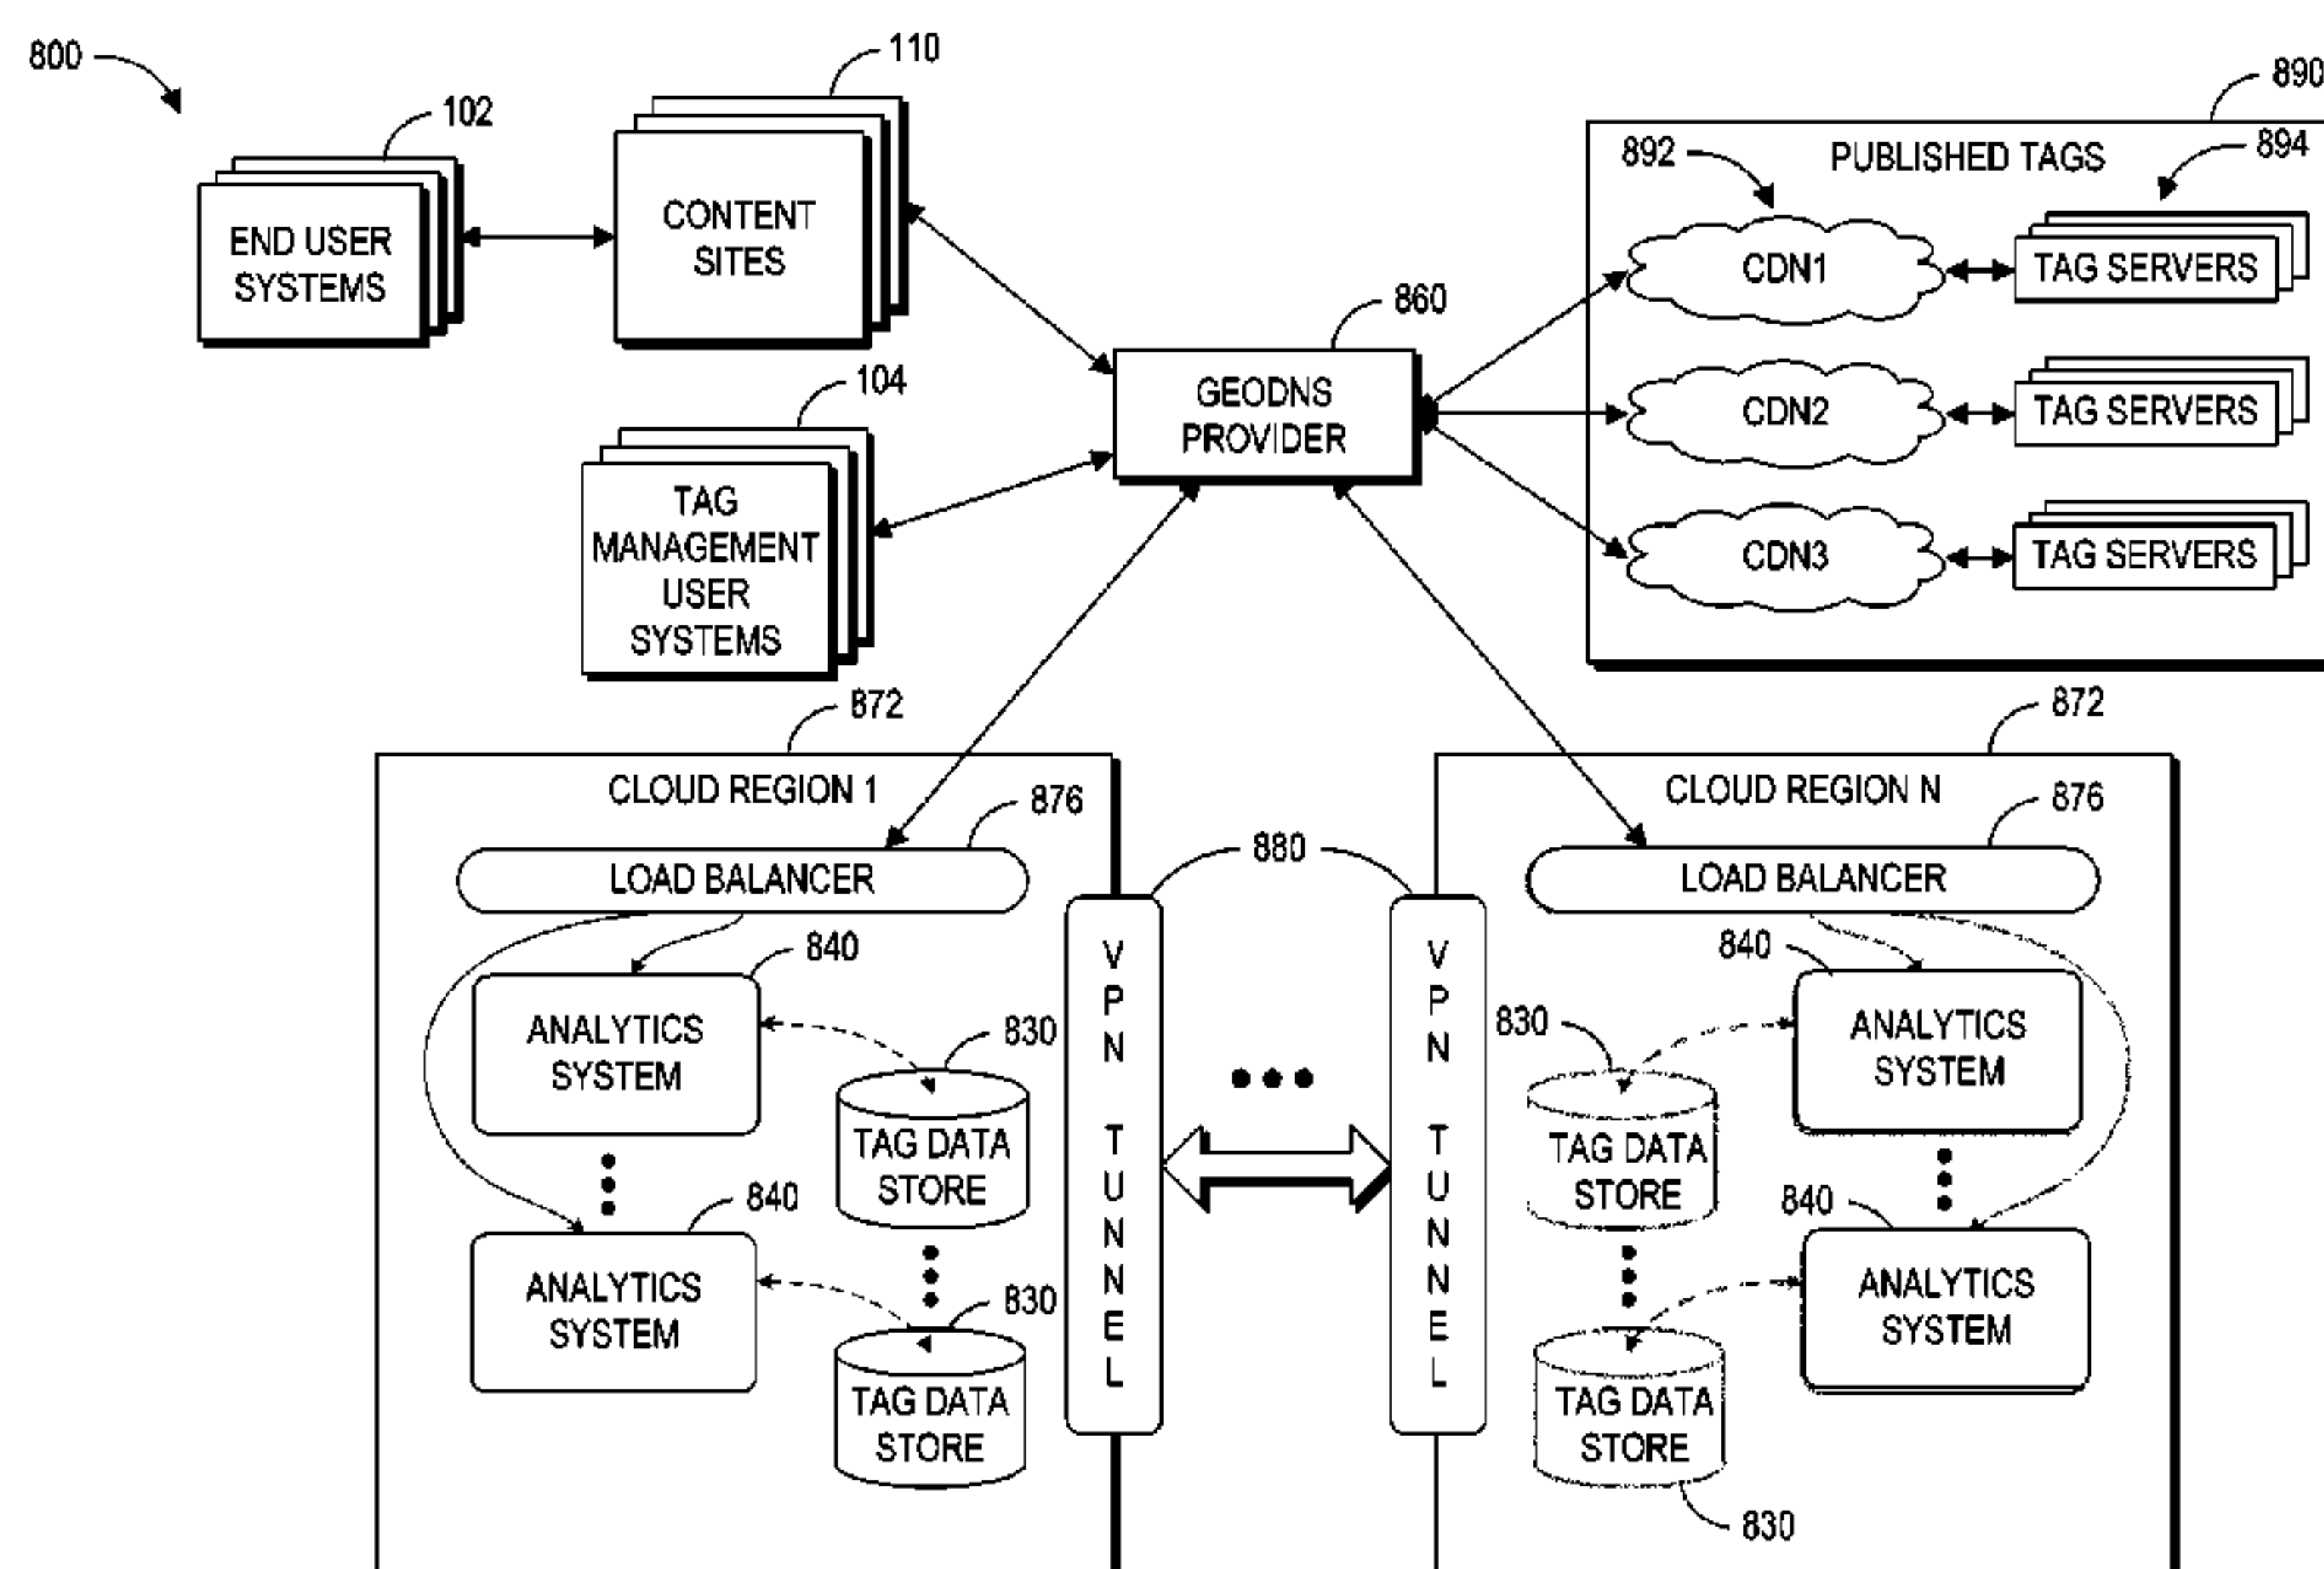 800
110
890
102
892
PUBLISHED TAGS
894
END USER
SYSTEMS
CONTENT
SITES
CDN1
TAG SERVERS
860
104
GEODNS
PROVIDER
CDN2
TAG SERVERS
TAG
MANAGEMENT
USER
SYSTEMS
CDN3
TAG SERVERS
872
CLOUD REGION 1
876
LOAD BALANCER
840
ANALYTICS
SYSTEM
830
TAG DATA
STORE
840
ANALYTICS
SYSTEM
830
TAG DATA
STORE
880
VPN TUNNEL
VPN TUNNEL
872
CLOUD REGION N
876
LOAD BALANCER
840
ANALYTICS
SYSTEM
830
TAG DATA
STORE
840
ANALYTICS
SYSTEM
TAG DATA
STORE
830